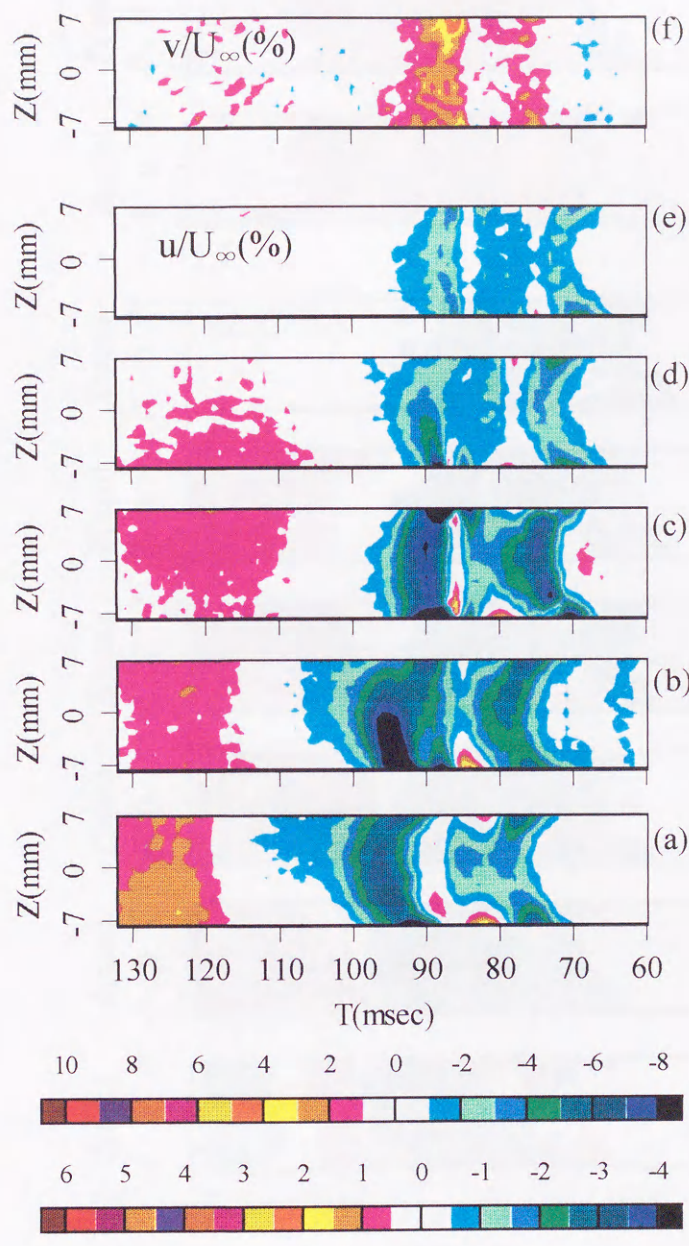 7 0 -7 Z(mm) v/U∞(%) (f)
7 0 -7 Z(mm) u/U∞(%) (e)
7 0 -7 Z(mm) (d)
7 0 -7 Z(mm) (c)
7 0 -7 Z(mm) (b)
7 0 -7 Z(mm) (a)
130 120 110 100 90 80 70 60
T(msec)
10 8 6 4 2 0 -2 -4 -6 -8
6 5 4 3 2 1 0 -1 -2 -3 -4